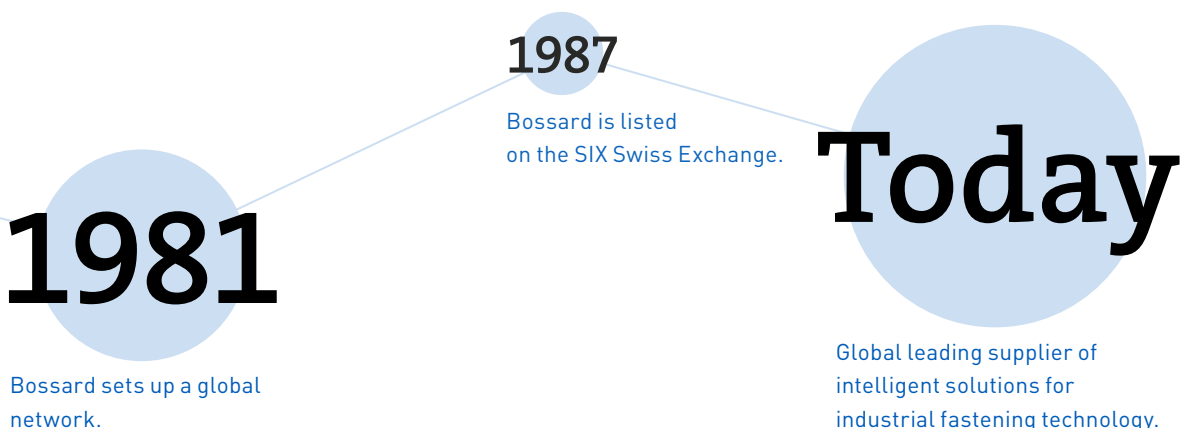 1981
Bossard sets up a global
network.
1987
Bossard is listed
on the SIX Swiss Exchange.
Today
Global leading supplier of
intelligent solutions for
industrial fastening technology.